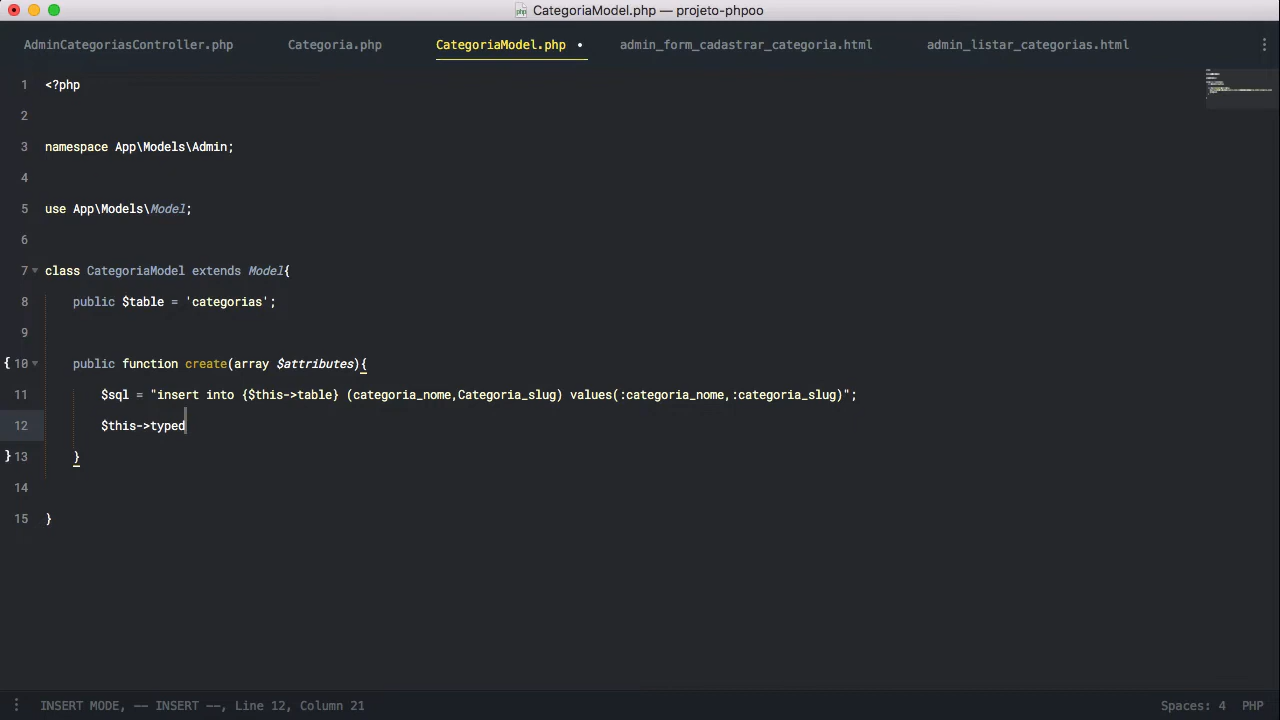 CategoriaModel.php — projeto-phpoo
AdminCategoriasController.php Categoria.php CategoriaModel.php • admin_form_cadastrar_categoria.html admin_listar_categorias.html
1 <?php
2
3 namespace App\Models\Admin;
4
5 use App\Models\Model;
6
7 class CategoriaModel extends Model{
8 public $table = 'categorias';
9
{ 10 public function create(array $attributes){
11 $sql = "insert into {$this->table} (categoria_nome,Categoria_slug) values(:categoria_nome,:categoria_slug)";
12 $this->typed
} 13 }
14
15 }
INSERT MODE, -- INSERT --, Line 12, Column 21 Spaces: 4 PHP